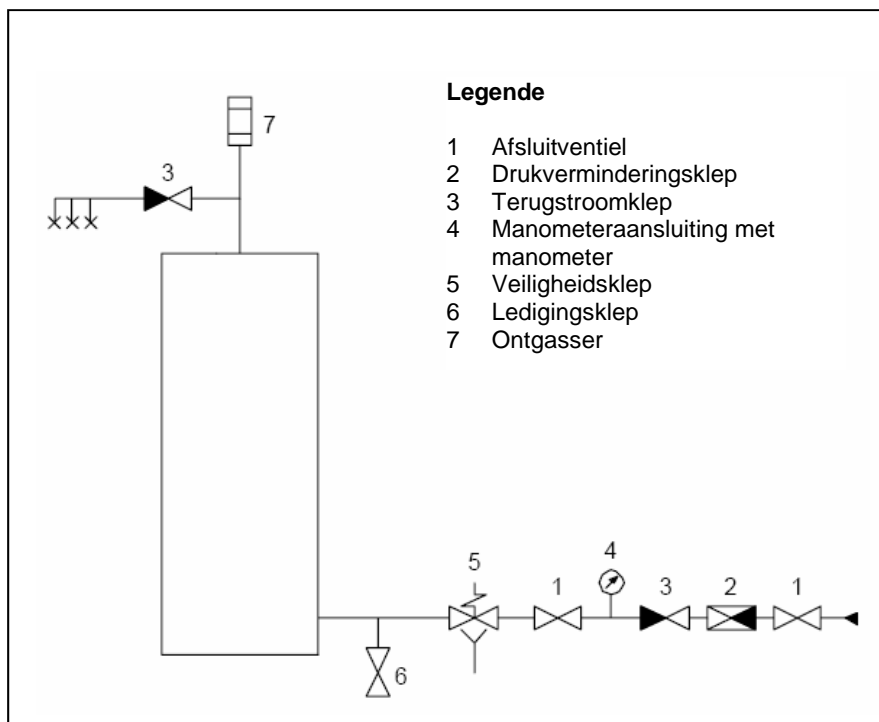 Legende
1 Afsluitventiel
2 Drukverminderingsklep
3 Terugstroomklep
4 Manometeraansluiting met
manometer
5 Veiligheidsklep
6 Ledigingsklep
7 Ontgasser
7
3
5
1
4
3
2
1
6